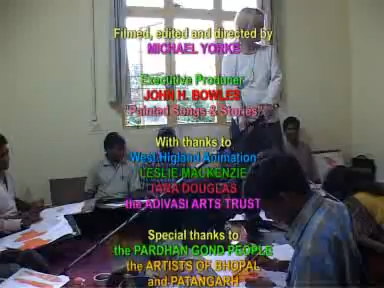 Filmed, edited and directed by
MICHAEL YORKE
Executive Producer
JOHN H. BOWLES
Painted Songs & Stories
With thanks to
West Higland Animation
LESLIE MACKENZIE
TARA DOUGLAS
the ADIVASI ARTS TRUST
Special thanks to
the PARDHAN GOND PEOPLE
the ARTISTS OF BHOPAL
and PATANGARH